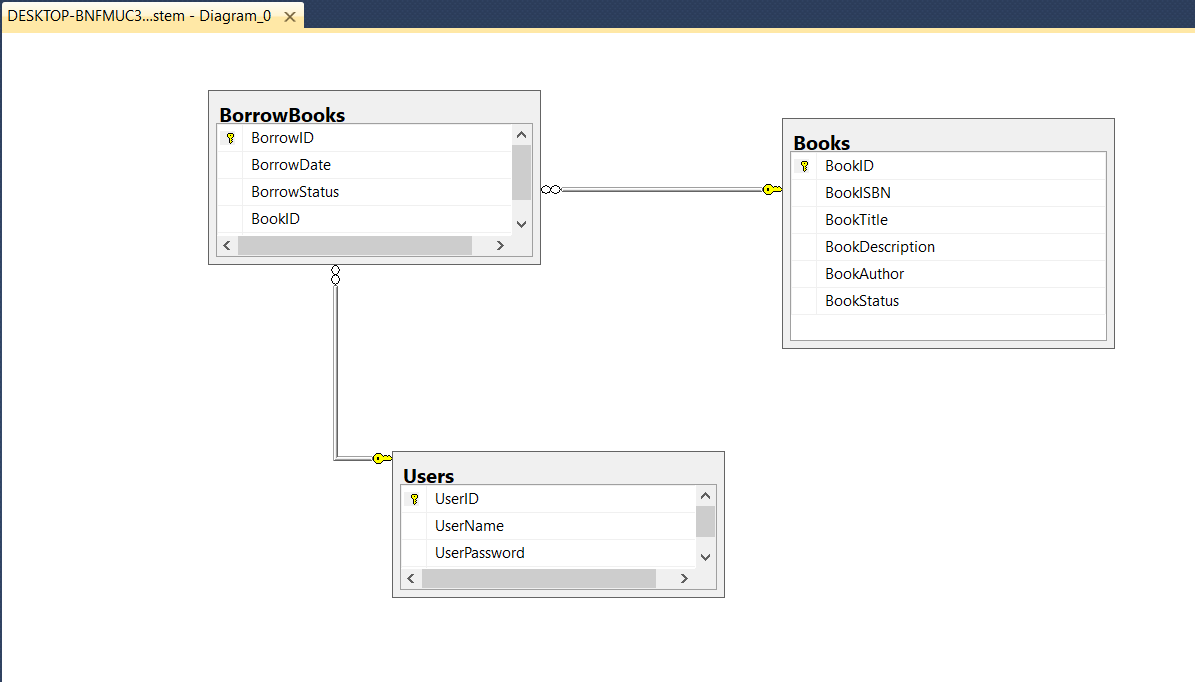 DESKTOP-BNFMUC3...stem - Diagram_0
BorrowBooks
BorrowID
BorrowDate
BorrowStatus
BookID
Books
BookID
BookISBN
BookTitle
BookDescription
BookAuthor
BookStatus
Users
UserID
UserName
UserPassword